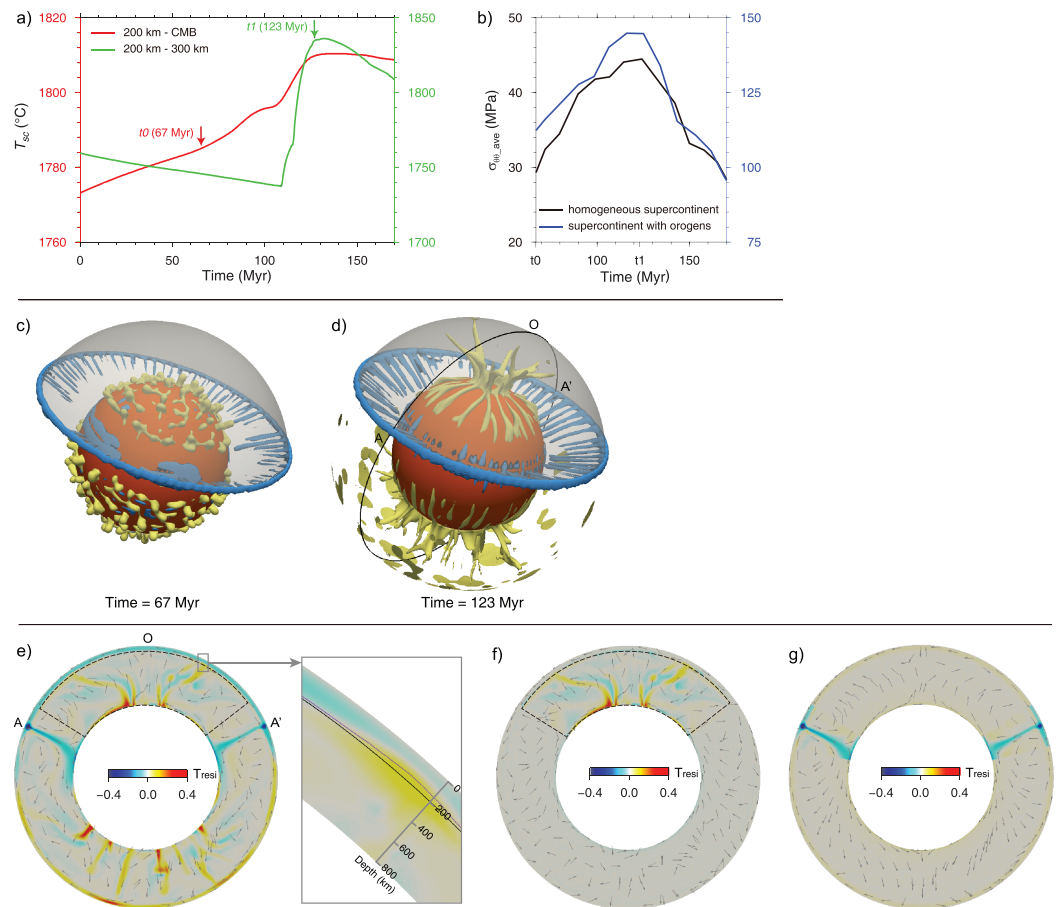 a)
1820
1800
1780
1760
T_sc (°C)
200 km - CMB
200 km - 300 km
t0 (67 Myr)
t1 (123 Myr)
1850
1800
1750
1700
0
50
100
150
Time (Myr)
b)
50
40
30
20
σ_θθ_ave (MPa)
homogeneous supercontinent
supercontinent with orogens
150
125
100
75
t0
100
t1
150
Time (Myr)
c)
Time = 67 Myr
d)
O
A'
A
Time = 123 Myr
e)
O
A
A'
Tresi
−0.4
0.0
0.4
0
200
400
600
800
Depth (km)
f)
Tresi
−0.4
0.0
0.4
g)
Tresi
−0.4
0.0
0.4